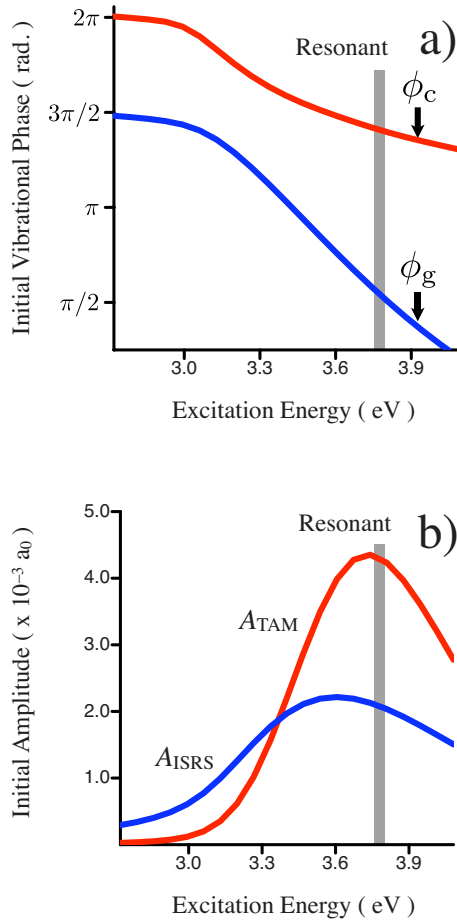 a)
Resonant
Initial Vibrational Phase ( rad. )
2π
3π/2
π
π/2
ϕc
ϕg
3.0 3.3 3.6 3.9
Excitation Energy ( eV )
b)
Resonant
Initial Amplitude ( x 10⁻³ a₀ )
5.0
4.0
3.0
2.0
1.0
A_TAM
A_ISRS
3.0 3.3 3.6 3.9
Excitation Energy ( eV )